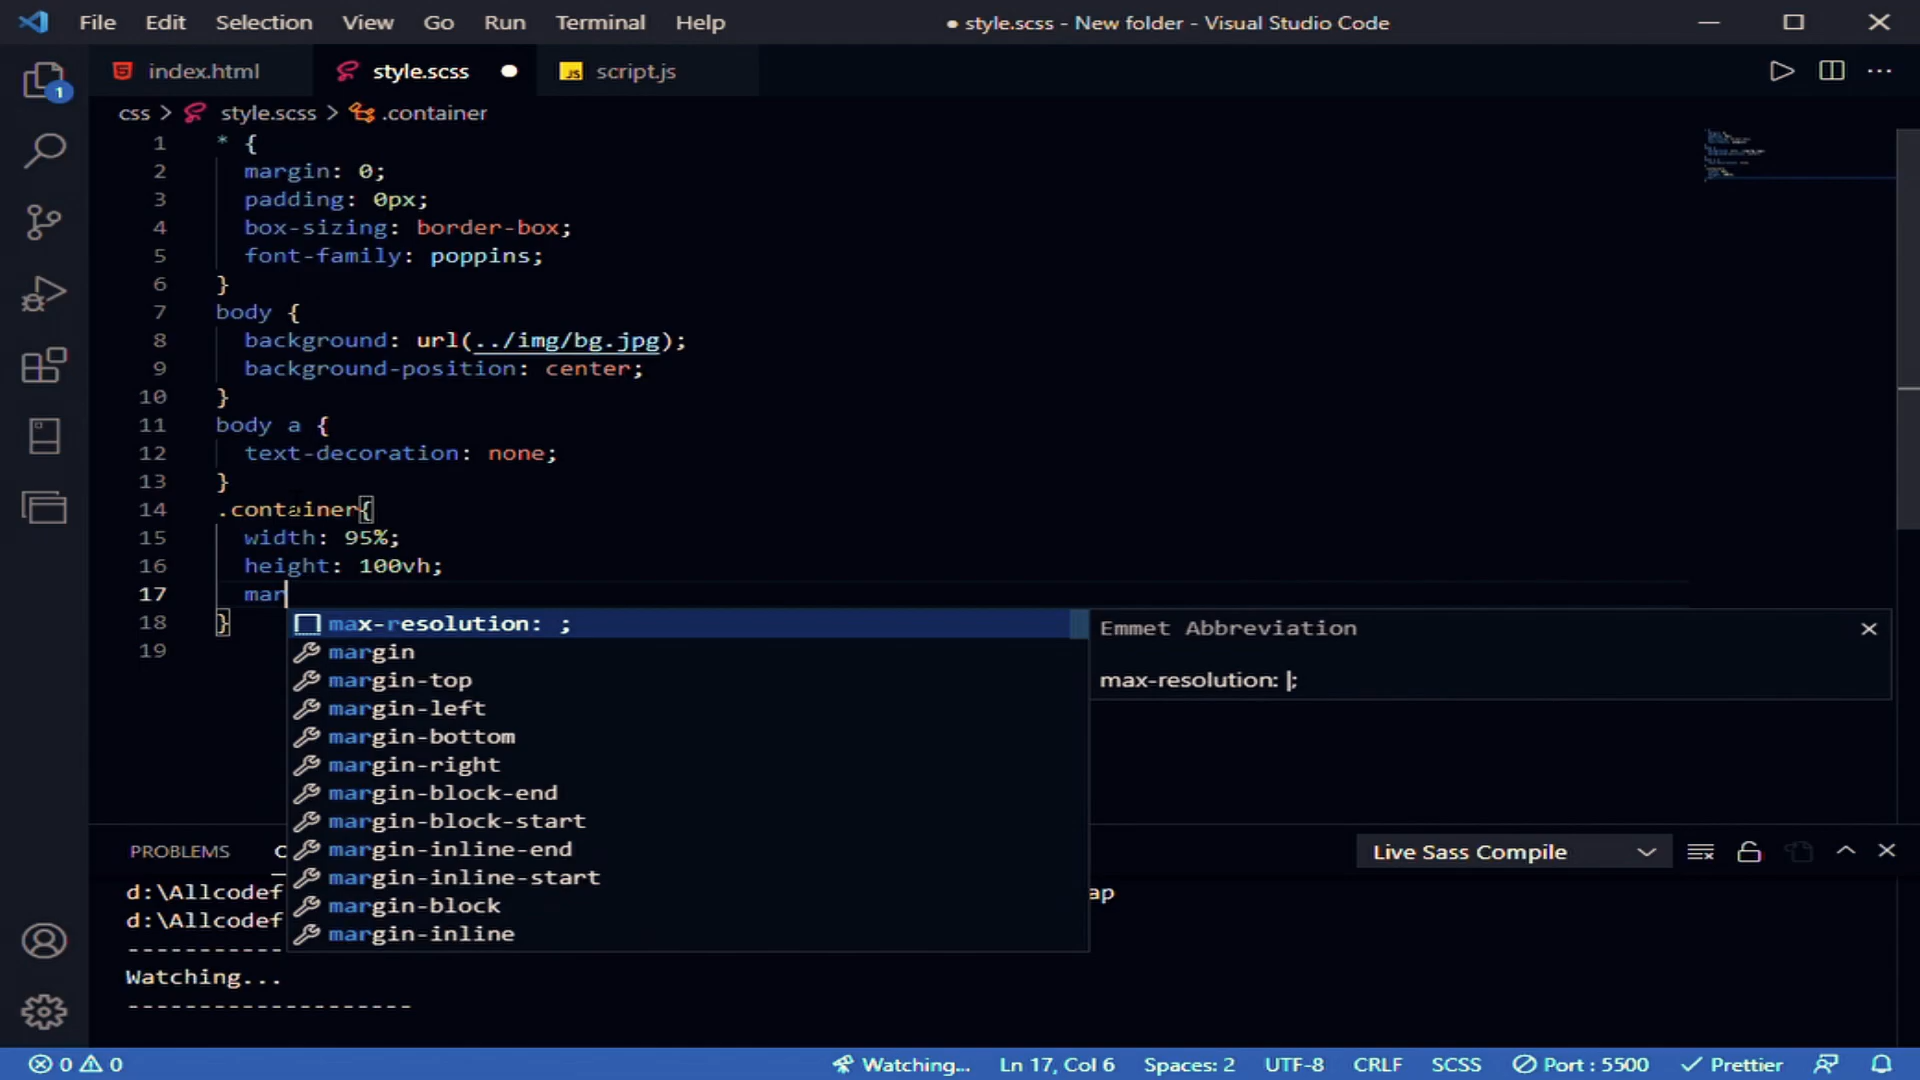 File Edit Selection View Go Run Terminal Help ● style.scss - New folder - Visual Studio Code
index.html style.scss JS script.js
1
css > style.scss > .container
1 * {
2 margin: 0;
3 padding: 0px;
4 box-sizing: border-box;
5 font-family: poppins;
6 }
7 body {
8 background: url(../img/bg.jpg);
9 background-position: center;
10 }
11 body a {
12 text-decoration: none;
13 }
14 .container{
15 width: 95%;
16 height: 100vh;
17 mar
18 }
19
max-resolution: ;
margin
margin-top
margin-left
margin-bottom
margin-right
margin-block-end
margin-block-start
margin-inline-end
margin-inline-start
margin-block
margin-inline
Emmet Abbreviation
max-resolution: |;
PROBLEMS Live Sass Compile
d:\Allcodef ap
d:\Allcodef
-----------
Watching...
--------------------
0 0 Watching... Ln 17, Col 6 Spaces: 2 UTF-8 CRLF SCSS Port : 5500 Prettier